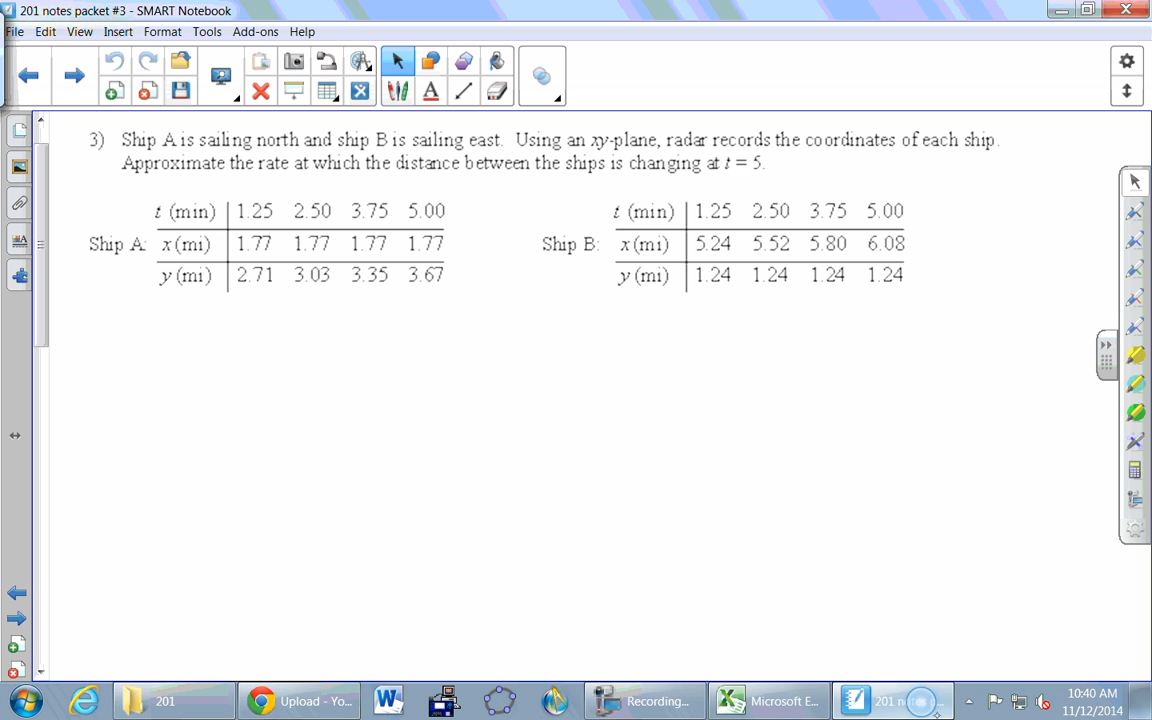 201 notes packet #3 - SMART Notebook
File Edit View Insert Format Tools Add-ons Help
3) Ship A is sailing north and ship B is sailing east. Using an xy-plane, radar records the coordinates of each ship.
Approximate the rate at which the distance between the ships is changing at t = 5.
t (min) 1.25 2.50 3.75 5.00
Ship A: x (mi) 1.77 1.77 1.77 1.77
y (mi) 2.71 3.03 3.35 3.67
t (min) 1.25 2.50 3.75 5.00
Ship B: x (mi) 5.24 5.52 5.80 6.08
y (mi) 1.24 1.24 1.24 1.24
201
Upload - Yo...
Recording...
Microsoft E...
201 n
10:40 AM
11/12/2014